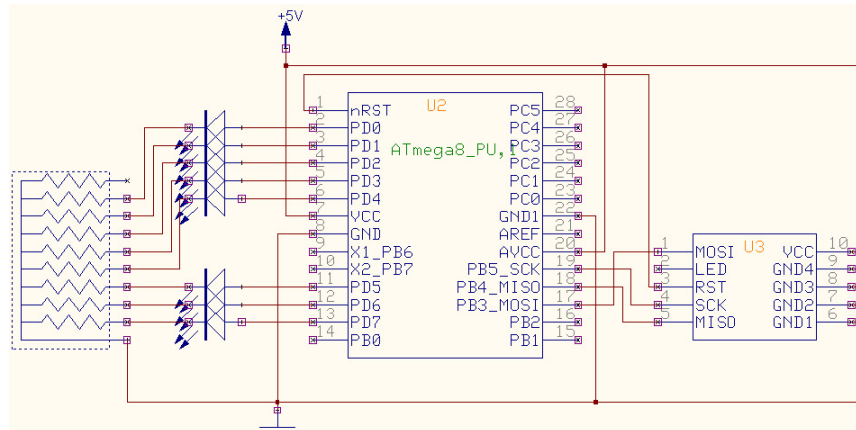 +5V
U2
ATmega8_PU,1
1 nRST
2 PD0
3 PD1
4 PD2
5 PD3
6 PD4
7 VCC
8 GND
9 X1_PB6
10 X2_PB7
11 PD5
12 PD6
13 PD7
14 PB0
PC5 28
PC4 27
PC3 26
PC2 25
PC1 24
PC0 23
GND1 22
AREF 21
AVCC 20
PB5_SCK 19
PB4_MISO 18
PB3_MOSI 17
PB2 16
PB1 15
U3
1 MOSI
2 LED
3 RST
4 SCK
5 MISO
VCC 10
GND4 9
GND3 8
GND2 7
GND1 6